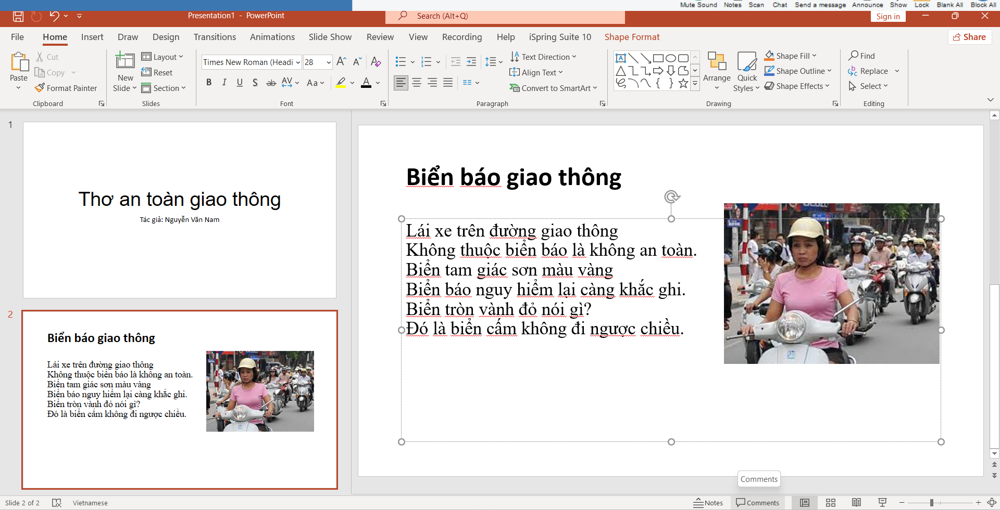 Mute Sound Notes Scan Chat Send a message Announce Show Lock Blank All Block All
Presentation1 - PowerPoint
Search (Alt+Q)
Sign in
File Home Insert Draw Design Transitions Animations Slide Show Review View Recording Help iSpring Suite 10 Shape Format
Share
Paste
Cut
Copy
Format Painter
Clipboard
New
Slide
Layout
Reset
Section
Slides
Times New Roman (Headi 28
B I U S ab AV Aa A
Font
Text Direction
Align Text
Convert to SmartArt
Paragraph
Arrange
Quick
Styles
Shape Fill
Shape Outline
Shape Effects
Drawing
Find
Replace
Select
Editing
1
Thơ an toàn giao thông
Tác giả: Nguyễn Văn Nam
2
Biển báo giao thông
Lái xe trên đường giao thông
Không thuộc biển báo là không an toàn.
Biển tam giác sơn màu vàng
Biển báo nguy hiểm lại càng khắc ghi.
Biển tròn vành đỏ nói gì?
Đó là biển cấm không đi ngược chiều.
Biển báo giao thông
Lái xe trên đường giao thông
Không thuộc biển báo là không an toàn.
Biển tam giác sơn màu vàng
Biển báo nguy hiểm lại càng khắc ghi.
Biển tròn vành đỏ nói gì?
Đó là biển cấm không đi ngược chiều.
Comments
Slide 2 of 2
Vietnamese
Notes
Comments